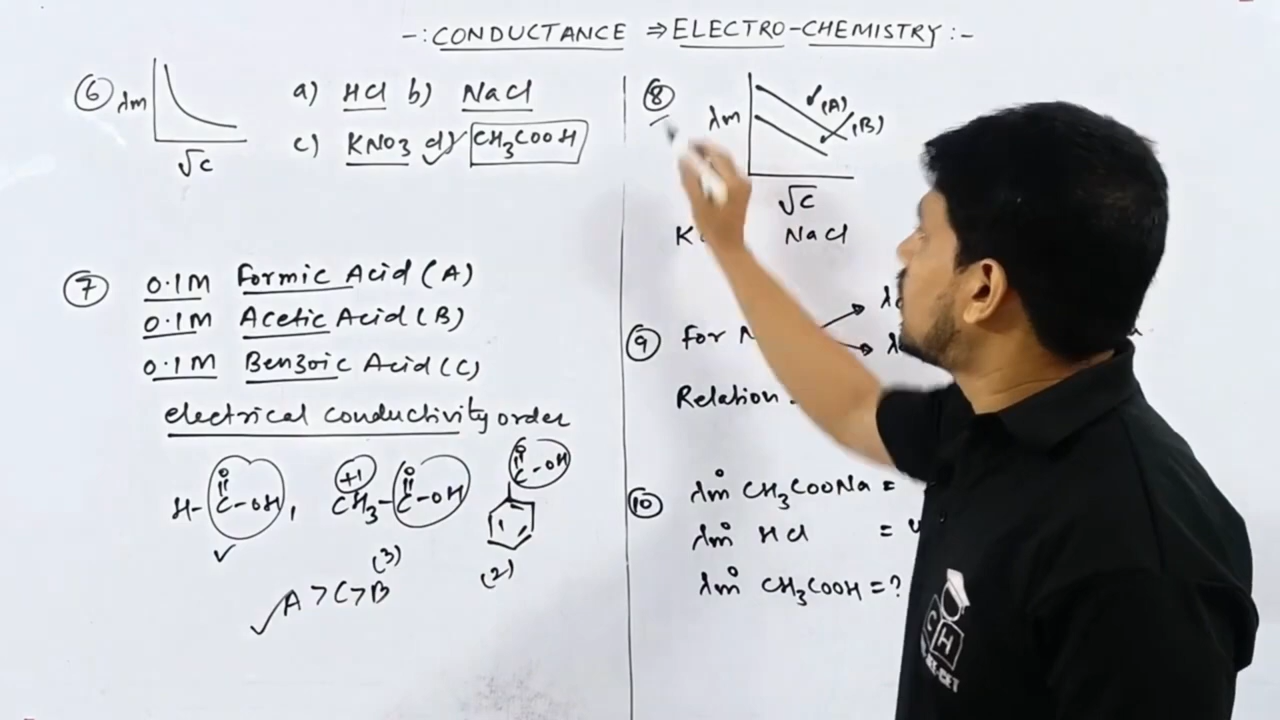 -: CONDUCTANCE ⇒ ELECTRO-CHEMISTRY :-
⑥ λm √c
a) HCl b) NaCl
c) KNO3 d) CH3COOH
⑦ 0.1M Formic Acid (A)
0.1M Acetic Acid (B)
0.1M Benzoic Acid (C)
electrical conductivity order
H-C-OH, CH3-C-OH C-OH
O O O
+I
(3) (2)
A > C > B
⑧ λm (A) (B)
√c
NaCl
⑨ For
Relation
⑩ λm° CH3COONa =
λm° HCl =
λm° CH3COOH = ?
C H